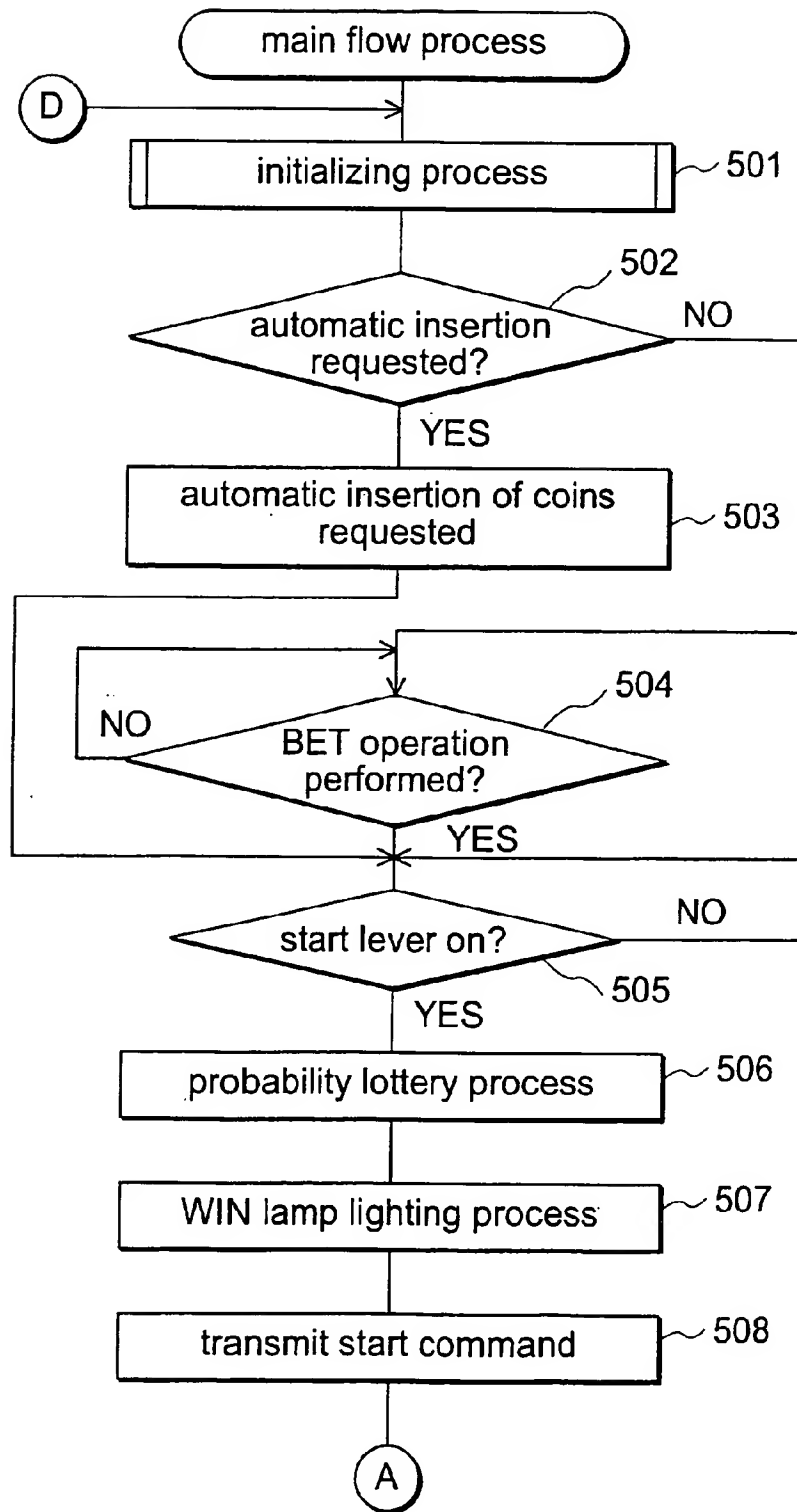 main flow process
D
initializing process
501
502
automatic insertion
requested?
NO
YES
automatic insertion of coins
requested
503
504
NO
BET operation
performed?
YES
start lever on?
NO
505
YES
probability lottery process
506
WIN lamp lighting process
507
transmit start command
508
A